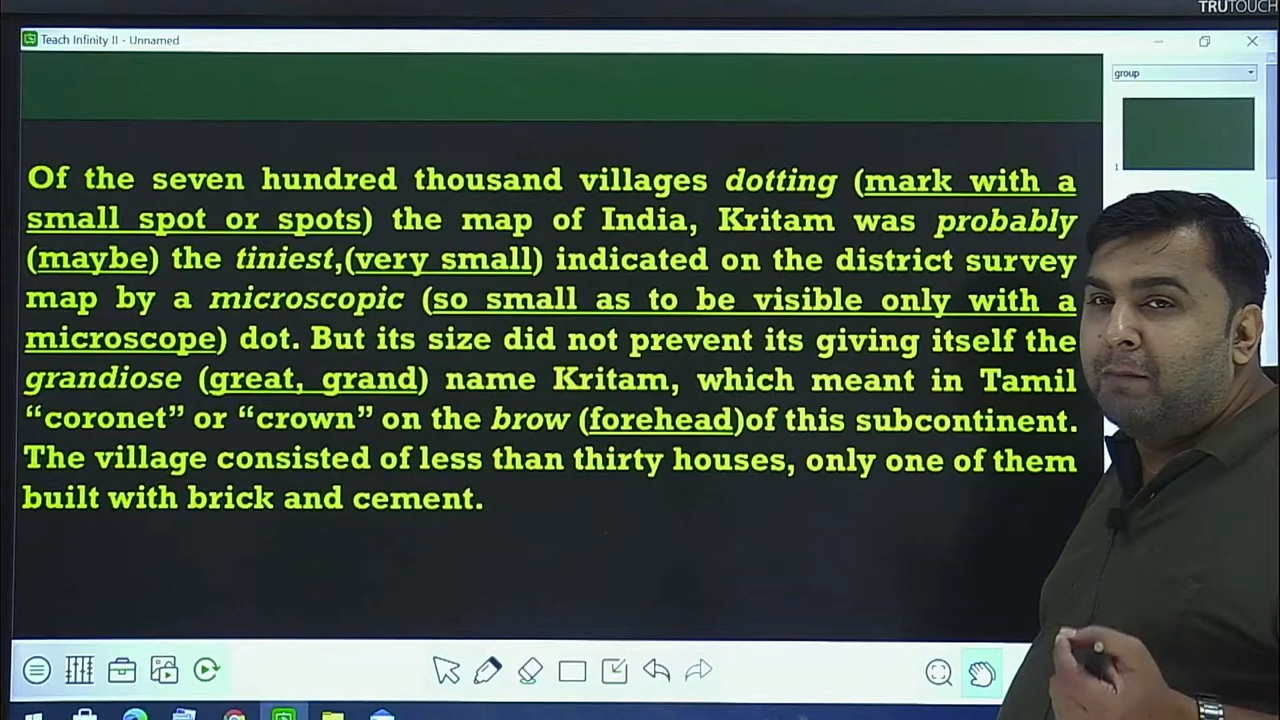 TRUTOUCH
Teach Infinity II - Unnamed
group
1
Of the seven hundred thousand villages dotting (mark with a
small spot or spots) the map of India, Kritam was probably
(maybe) the tiniest,(very small) indicated on the district survey
map by a microscopic (so small as to be visible only with a
microscope) dot. But its size did not prevent its giving itself the
grandiose (great, grand) name Kritam, which meant in Tamil
“coronet” or “crown” on the brow (forehead)of this subcontinent.
The village consisted of less than thirty houses, only one of them
built with brick and cement.